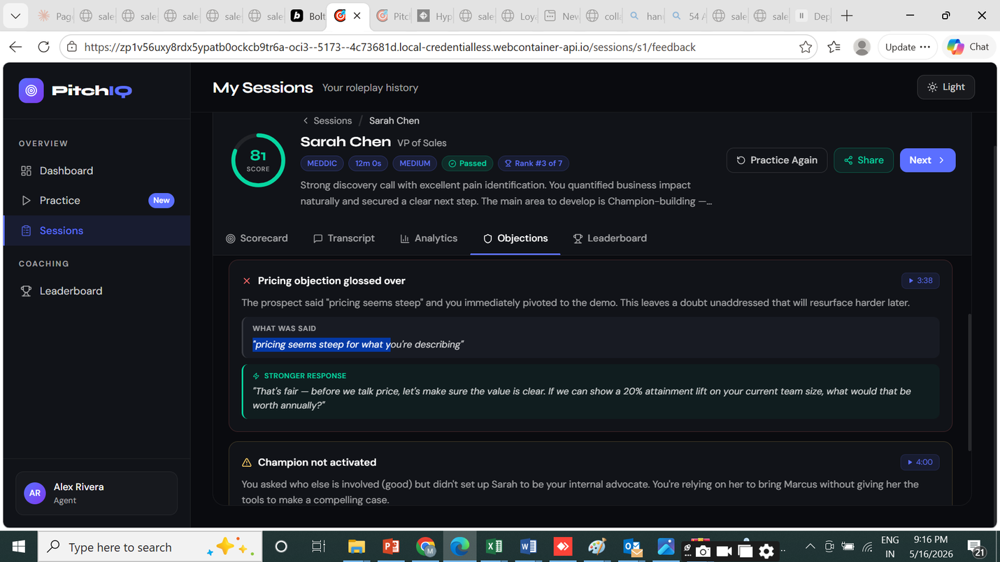 Pag
sale
sale
sale
sale
sale
Bolt
Pitc
Hyp
sale
Loya
Nev
colla
han
54 A
sale
sale
Dep
https://zp1v56uxy8rdx5ypatb0ockcb9tr6a-oci3--5173--4c73681d.local-credentialless.webcontainer-api.io/sessions/s1/feedback
Update
Chat
PitchIQ
My Sessions
Your roleplay history
Light
OVERVIEW
Dashboard
Practice
New
Sessions
COACHING
Leaderboard
AR
Alex Rivera
Agent
Sessions / Sarah Chen
81
SCORE
Sarah Chen VP of Sales
MEDDIC
12m 0s
MEDIUM
Passed
Rank #3 of 7
Practice Again
Share
Next
Strong discovery call with excellent pain identification. You quantified business impact
naturally and secured a clear next step. The main area to develop is Champion-building —...
Scorecard
Transcript
Analytics
Objections
Leaderboard
Pricing objection glossed over
3:38
The prospect said "pricing seems steep" and you immediately pivoted to the demo. This leaves a doubt unaddressed that will resurface harder later.
WHAT WAS SAID
"pricing seems steep for what you're describing"
STRONGER RESPONSE
"That's fair — before we talk price, let's make sure the value is clear. If we can show a 20% attainment lift on your current team size, what would that be
worth annually?"
Champion not activated
4:00
You asked who else is involved (good) but didn't set up Sarah to be your internal advocate. You're relying on her to bring Marcus without giving her the
tools to make a compelling case.
Type here to search
ENG
IN
9:16 PM
5/16/2026
21